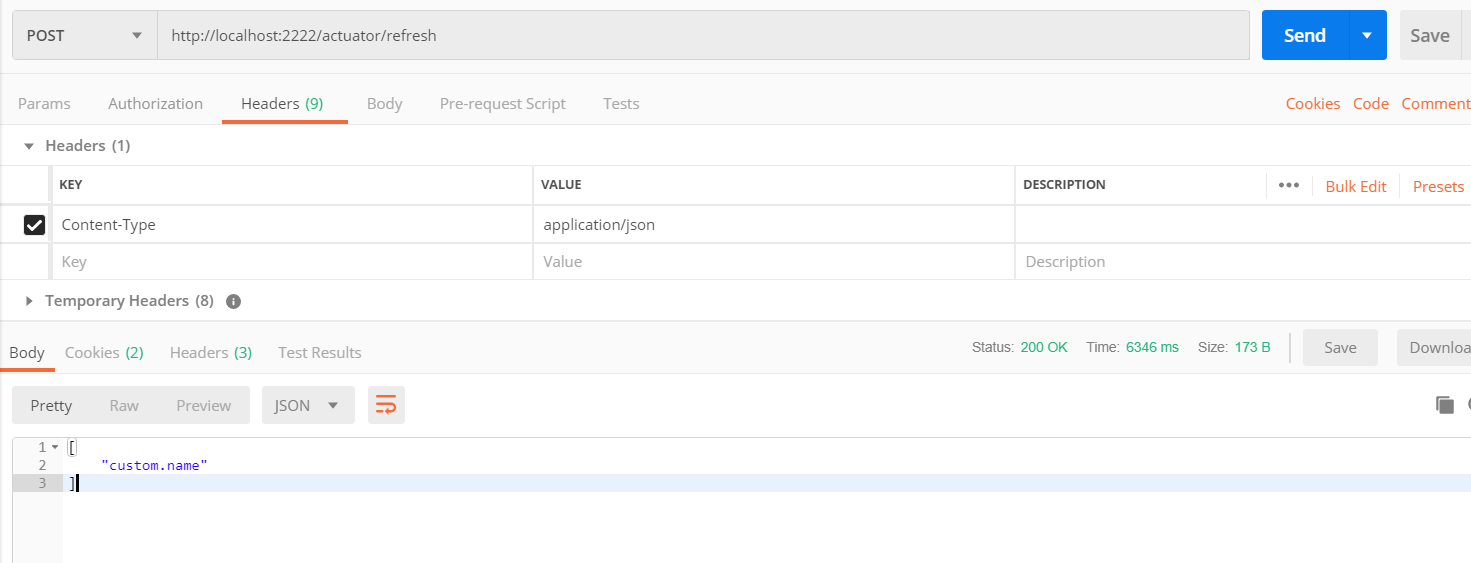 POST http://localhost:2222/actuator/refresh Send Save
Params Authorization Headers (9) Body Pre-request Script Tests Cookies Code Comment
Headers (1)
KEY VALUE DESCRIPTION ••• Bulk Edit Presets
Content-Type application/json
Key Value Description
Temporary Headers (8) i
Body Cookies (2) Headers (3) Test Results Status: 200 OK Time: 6346 ms Size: 173 B Save Downloa
Pretty Raw Preview JSON
1 [
2 "custom.name"
3 ]